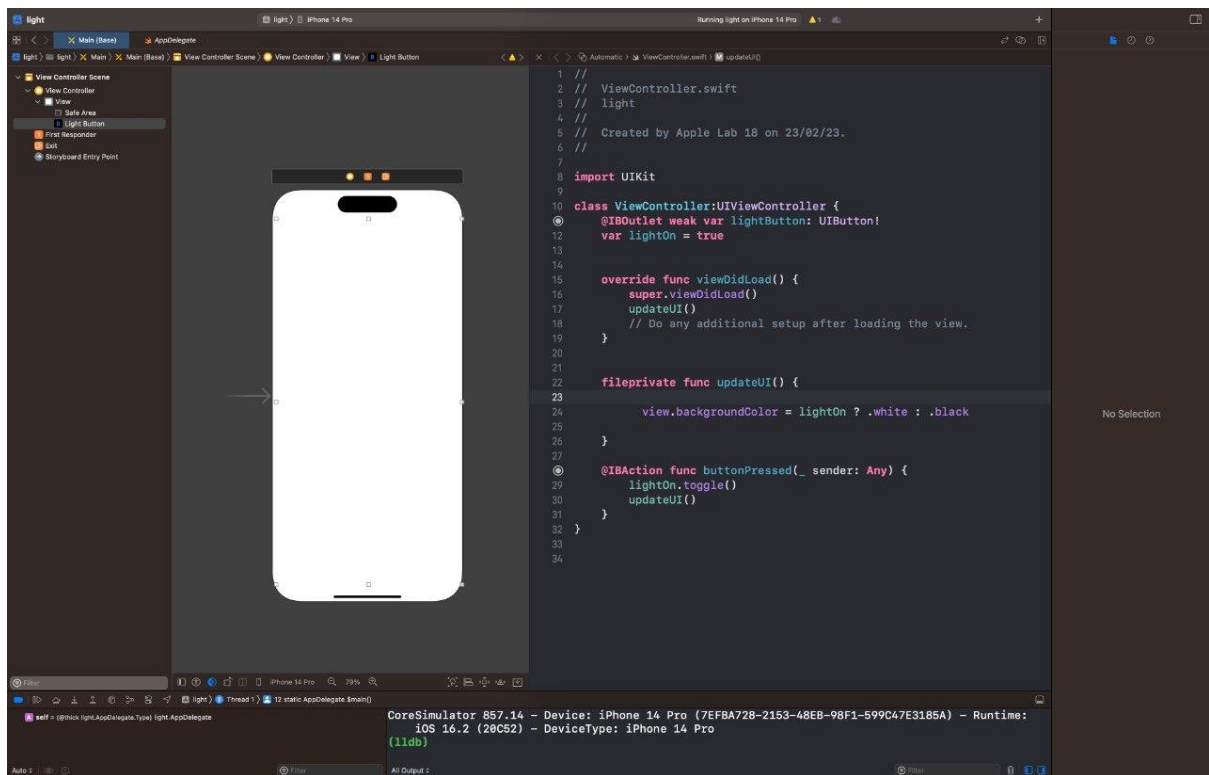 light
light 〉 iPhone 14 Pro
Running light on iPhone 14 Pro
1
Main (Base)
AppDelegate
light 〉 light 〉 Main 〉 Main (Base) 〉 View Controller Scene 〉 View Controller 〉 View 〉 Light Button
Automatic 〉 ViewController.swift 〉 M updateUI()
View Controller Scene
View Controller
View
Safe Area
Light Button
First Responder
Exit
Storyboard Entry Point
1 //
2 //  ViewController.swift
3 //  light
4 //
5 //  Created by Apple Lab 18 on 23/02/23.
6 //
7
8 import UIKit
9
10 class ViewController:UIViewController {
@IBOutlet weak var lightButton: UIButton!
12 var lightOn = true
13
14
15 override func viewDidLoad() {
16 super.viewDidLoad()
17 updateUI()
18 // Do any additional setup after loading the view.
19 }
20
21
22 fileprivate func updateUI() {
23
24 view.backgroundColor = lightOn ? .white : .black
25
26 }
27
@IBAction func buttonPressed(_ sender: Any) {
29 lightOn.toggle()
30 updateUI()
31 }
32 }
33
34
No Selection
Filter
iPhone 14 Pro
79%
light 〉 Thread 1 〉 12 static AppDelegate.$main()
self = (@thick light.AppDelegate.Type) light.AppDelegate
CoreSimulator 857.14 – Device: iPhone 14 Pro (7EFBA728-2153-48EB-98F1-599C47E3185A) – Runtime:
iOS 16.2 (20C52) – DeviceType: iPhone 14 Pro
(lldb)
Auto
Filter
All Output
Filter